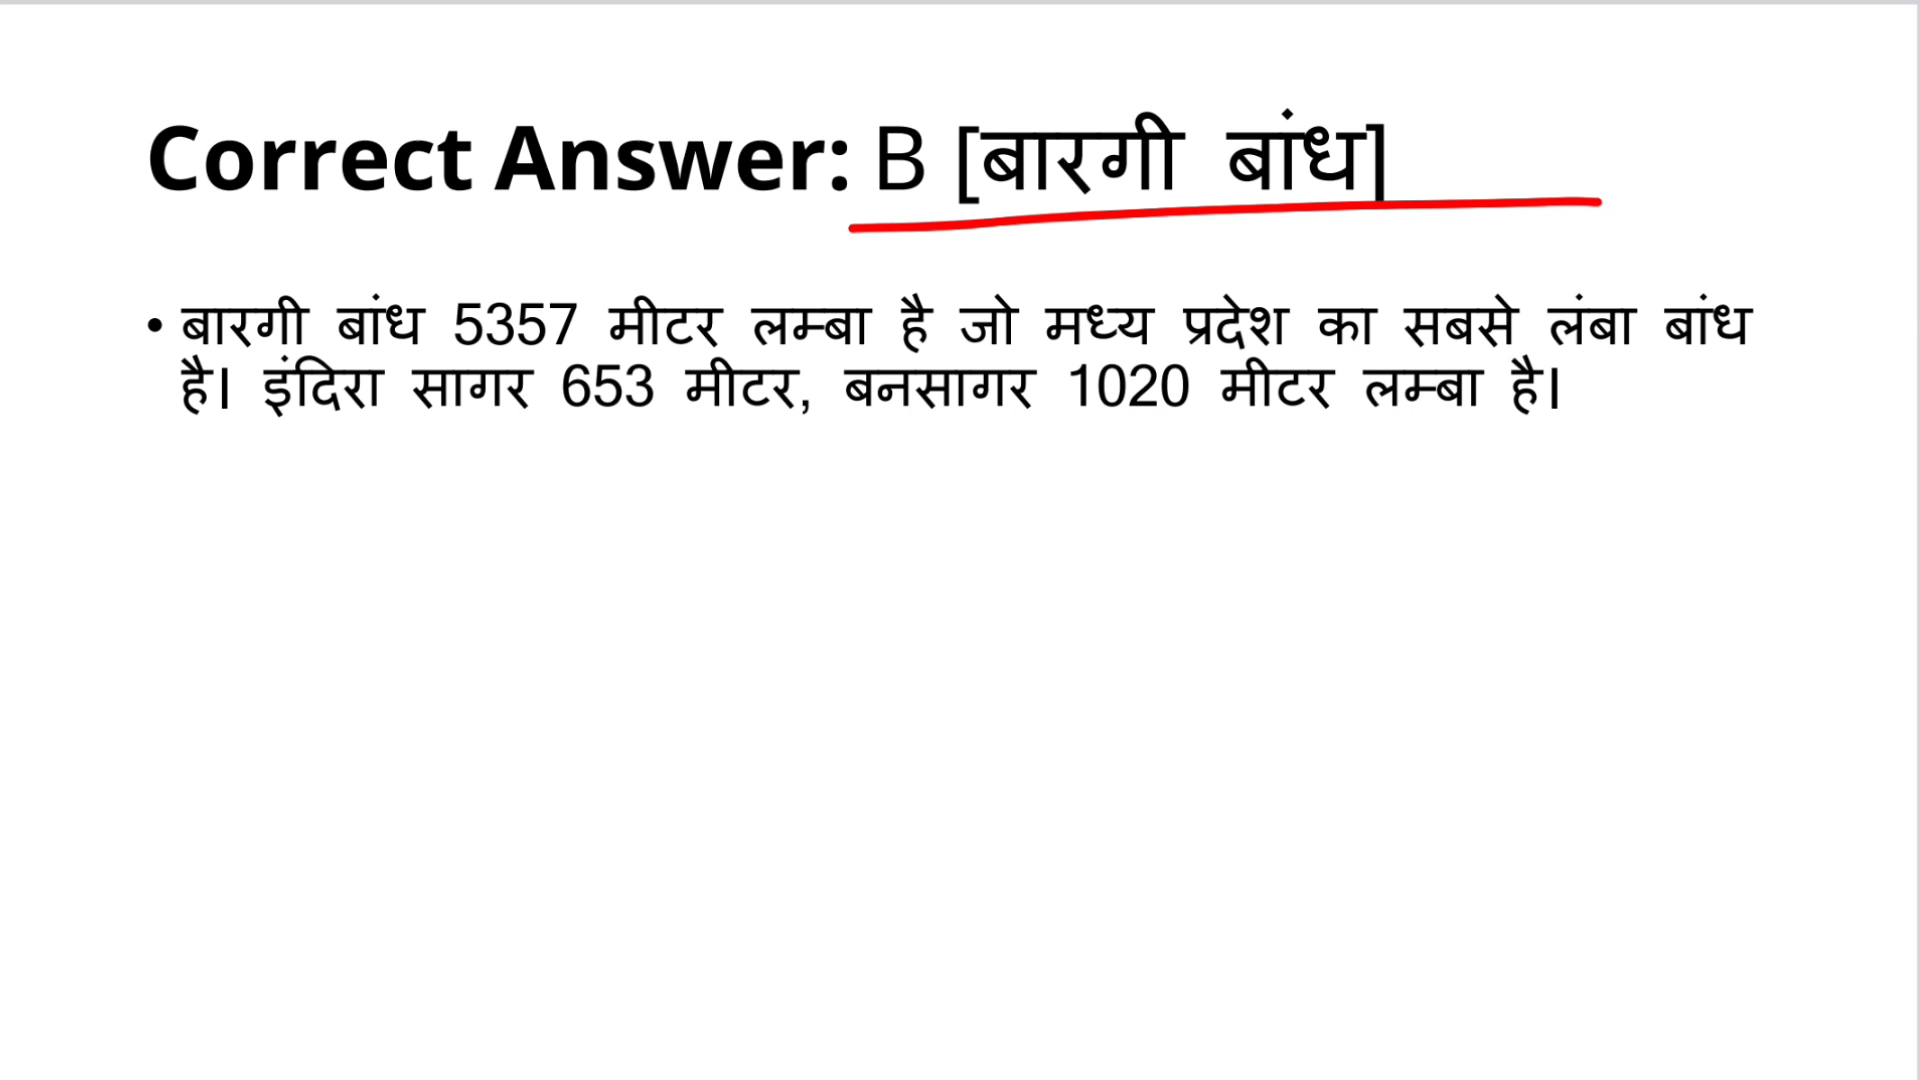 Correct Answer: B [बारगी बांध]
• बारगी बांध 5357 मीटर लम्बा है जो मध्य प्रदेश का सबसे लंबा बांध
है। इंदिरा सागर 653 मीटर, बनसागर 1020 मीटर लम्बा है।